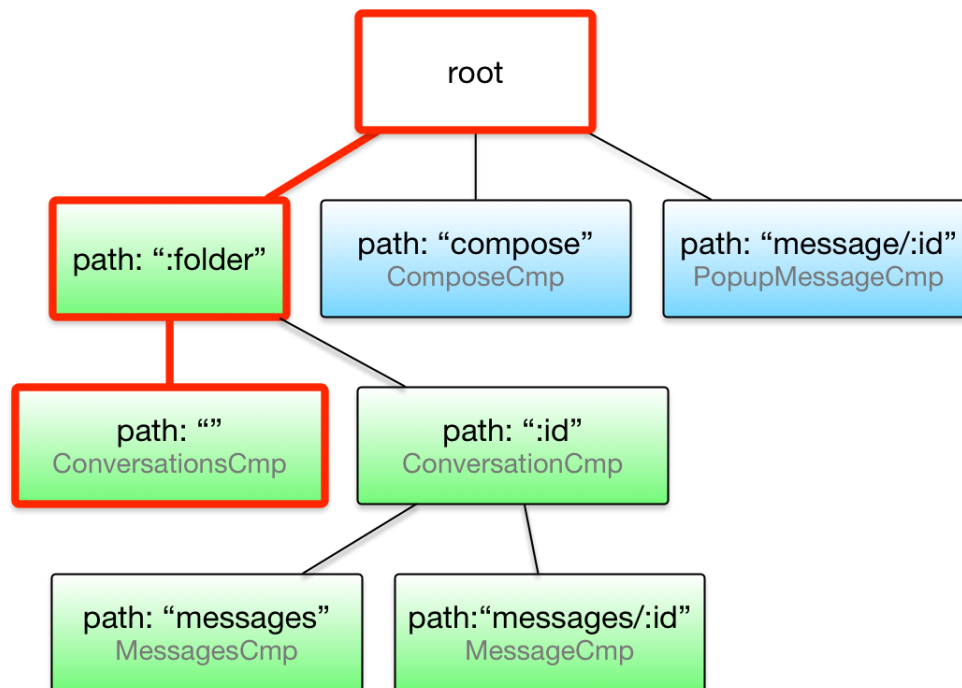 root
path: “:folder”
path: “compose”
ComposeCmp
path: “message/:id”
PopupMessageCmp
path: “”
ConversationsCmp
path: “:id”
ConversationCmp
path: “messages”
MessagesCmp
path:“messages/:id”
MessageCmp